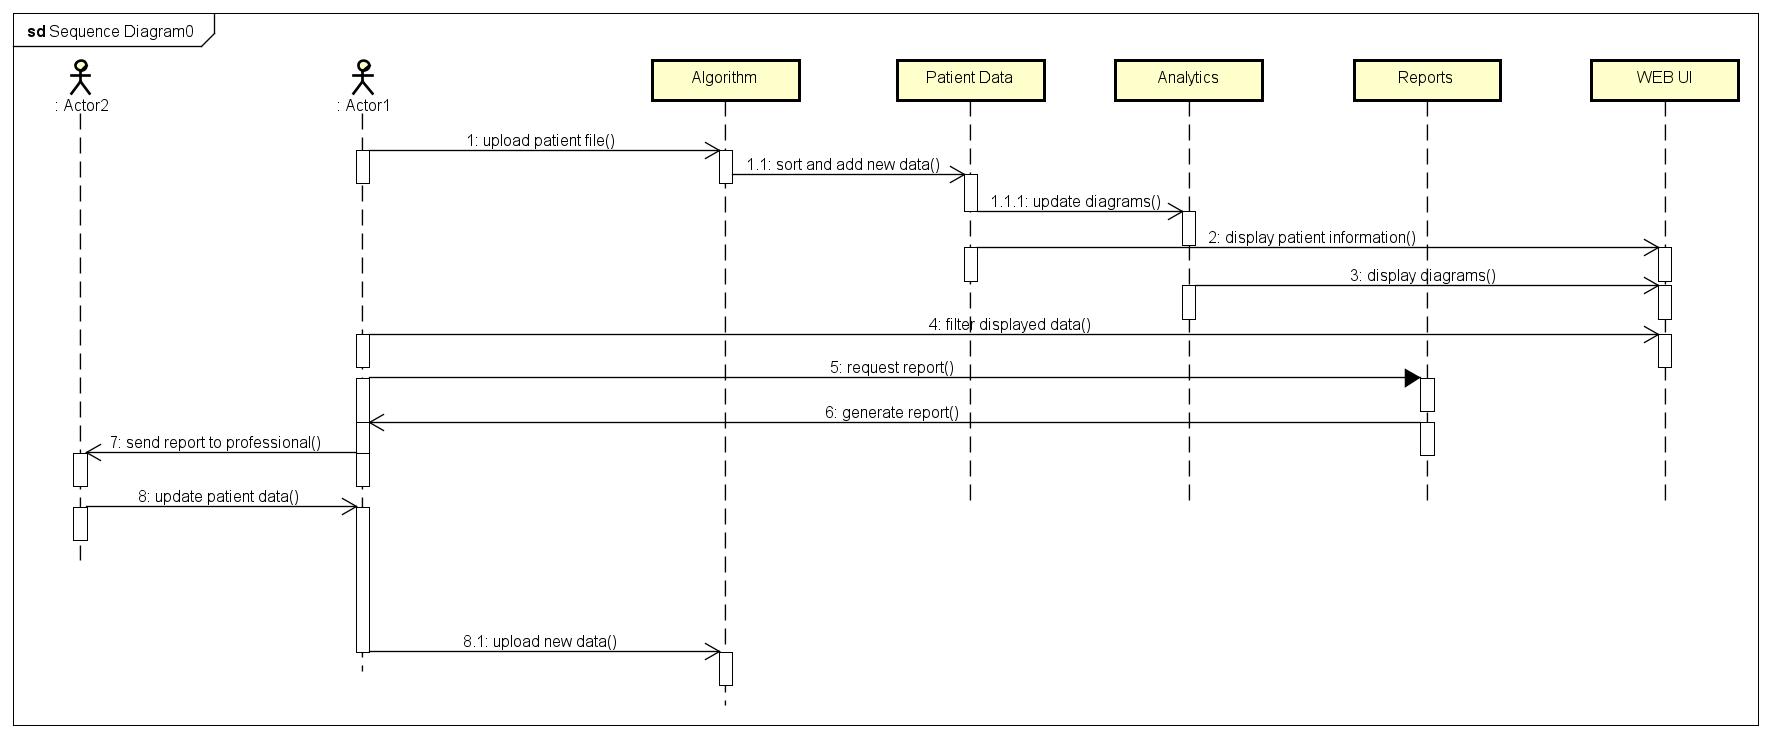 sd Sequence Diagram0
: Actor2
: Actor1
Algorithm
Patient Data
Analytics
Reports
WEB UI
1: upload patient file()
1.1: sort and add new data()
1.1.1: update diagrams()
2: display patient information()
3: display diagrams()
4: filter displayed data()
5: request report()
6: generate report()
7: send report to professional()
8: update patient data()
8.1: upload new data()